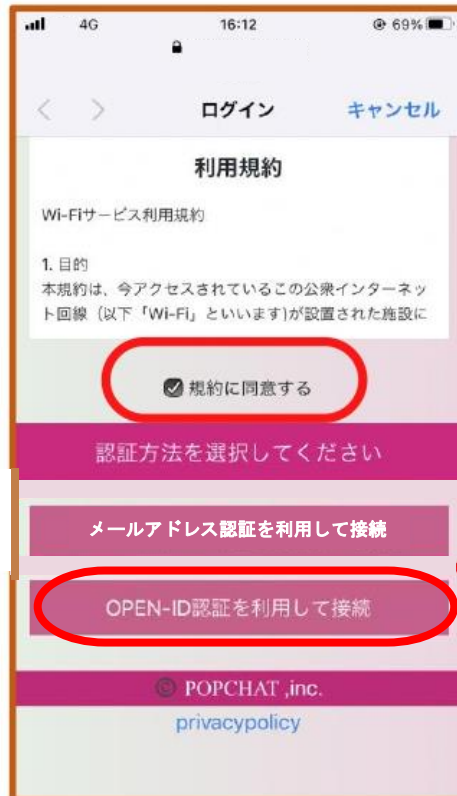 4G 16:12 69%
ログイン キャンセル
利用規約
Wi-Fiサービス利用規約
1. 目的
本規約は、今アクセスされているこの公衆インターネッ
ト回線（以下「Wi-Fi」といいます)が設置された施設に
規約に同意する
認証方法を選択してください
メールアドレス認証を利用して接続
OPEN-ID認証を利用して接続
© POPCHAT ,inc.
privacypolicy